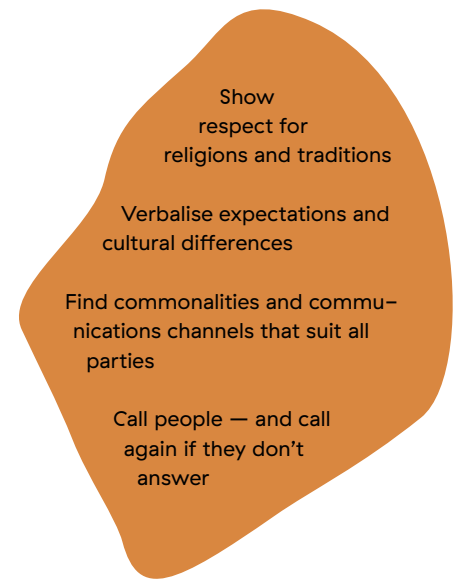 Show
respect for
religions and traditions
Verbalise expectations and
cultural differences
Find commonalities and commu–
nications channels that suit all
parties
Call people — and call
again if they don’t
answer